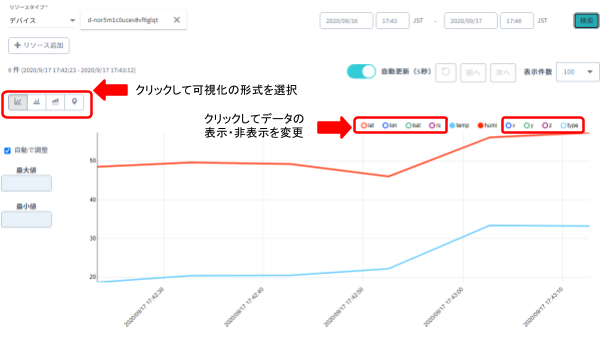 リソースタイプ*
デバイス
d-nor5m1c0ucev#vf8glqt
2020/09/16 17:43 JST - 2020/09/17 17:46 JST 検索
+ リソース追加
6 件 (2020/9/17 17:42:23 - 2020/9/17 17:43:12)
自動更新（5秒） 前へ 次へ 表示件数 100
クリックして可視化の形式を選択
クリックしてデータの
表示・非表示を変更
lat lon bat rs temp humi x y z type
自動で調整
最大値
最小値
50
40
30
20
2020/09/17 17:42:30
2020/09/17 17:42:40
2020/09/17 17:42:50
2020/09/17 17:43:00
2020/09/17 17:43:10